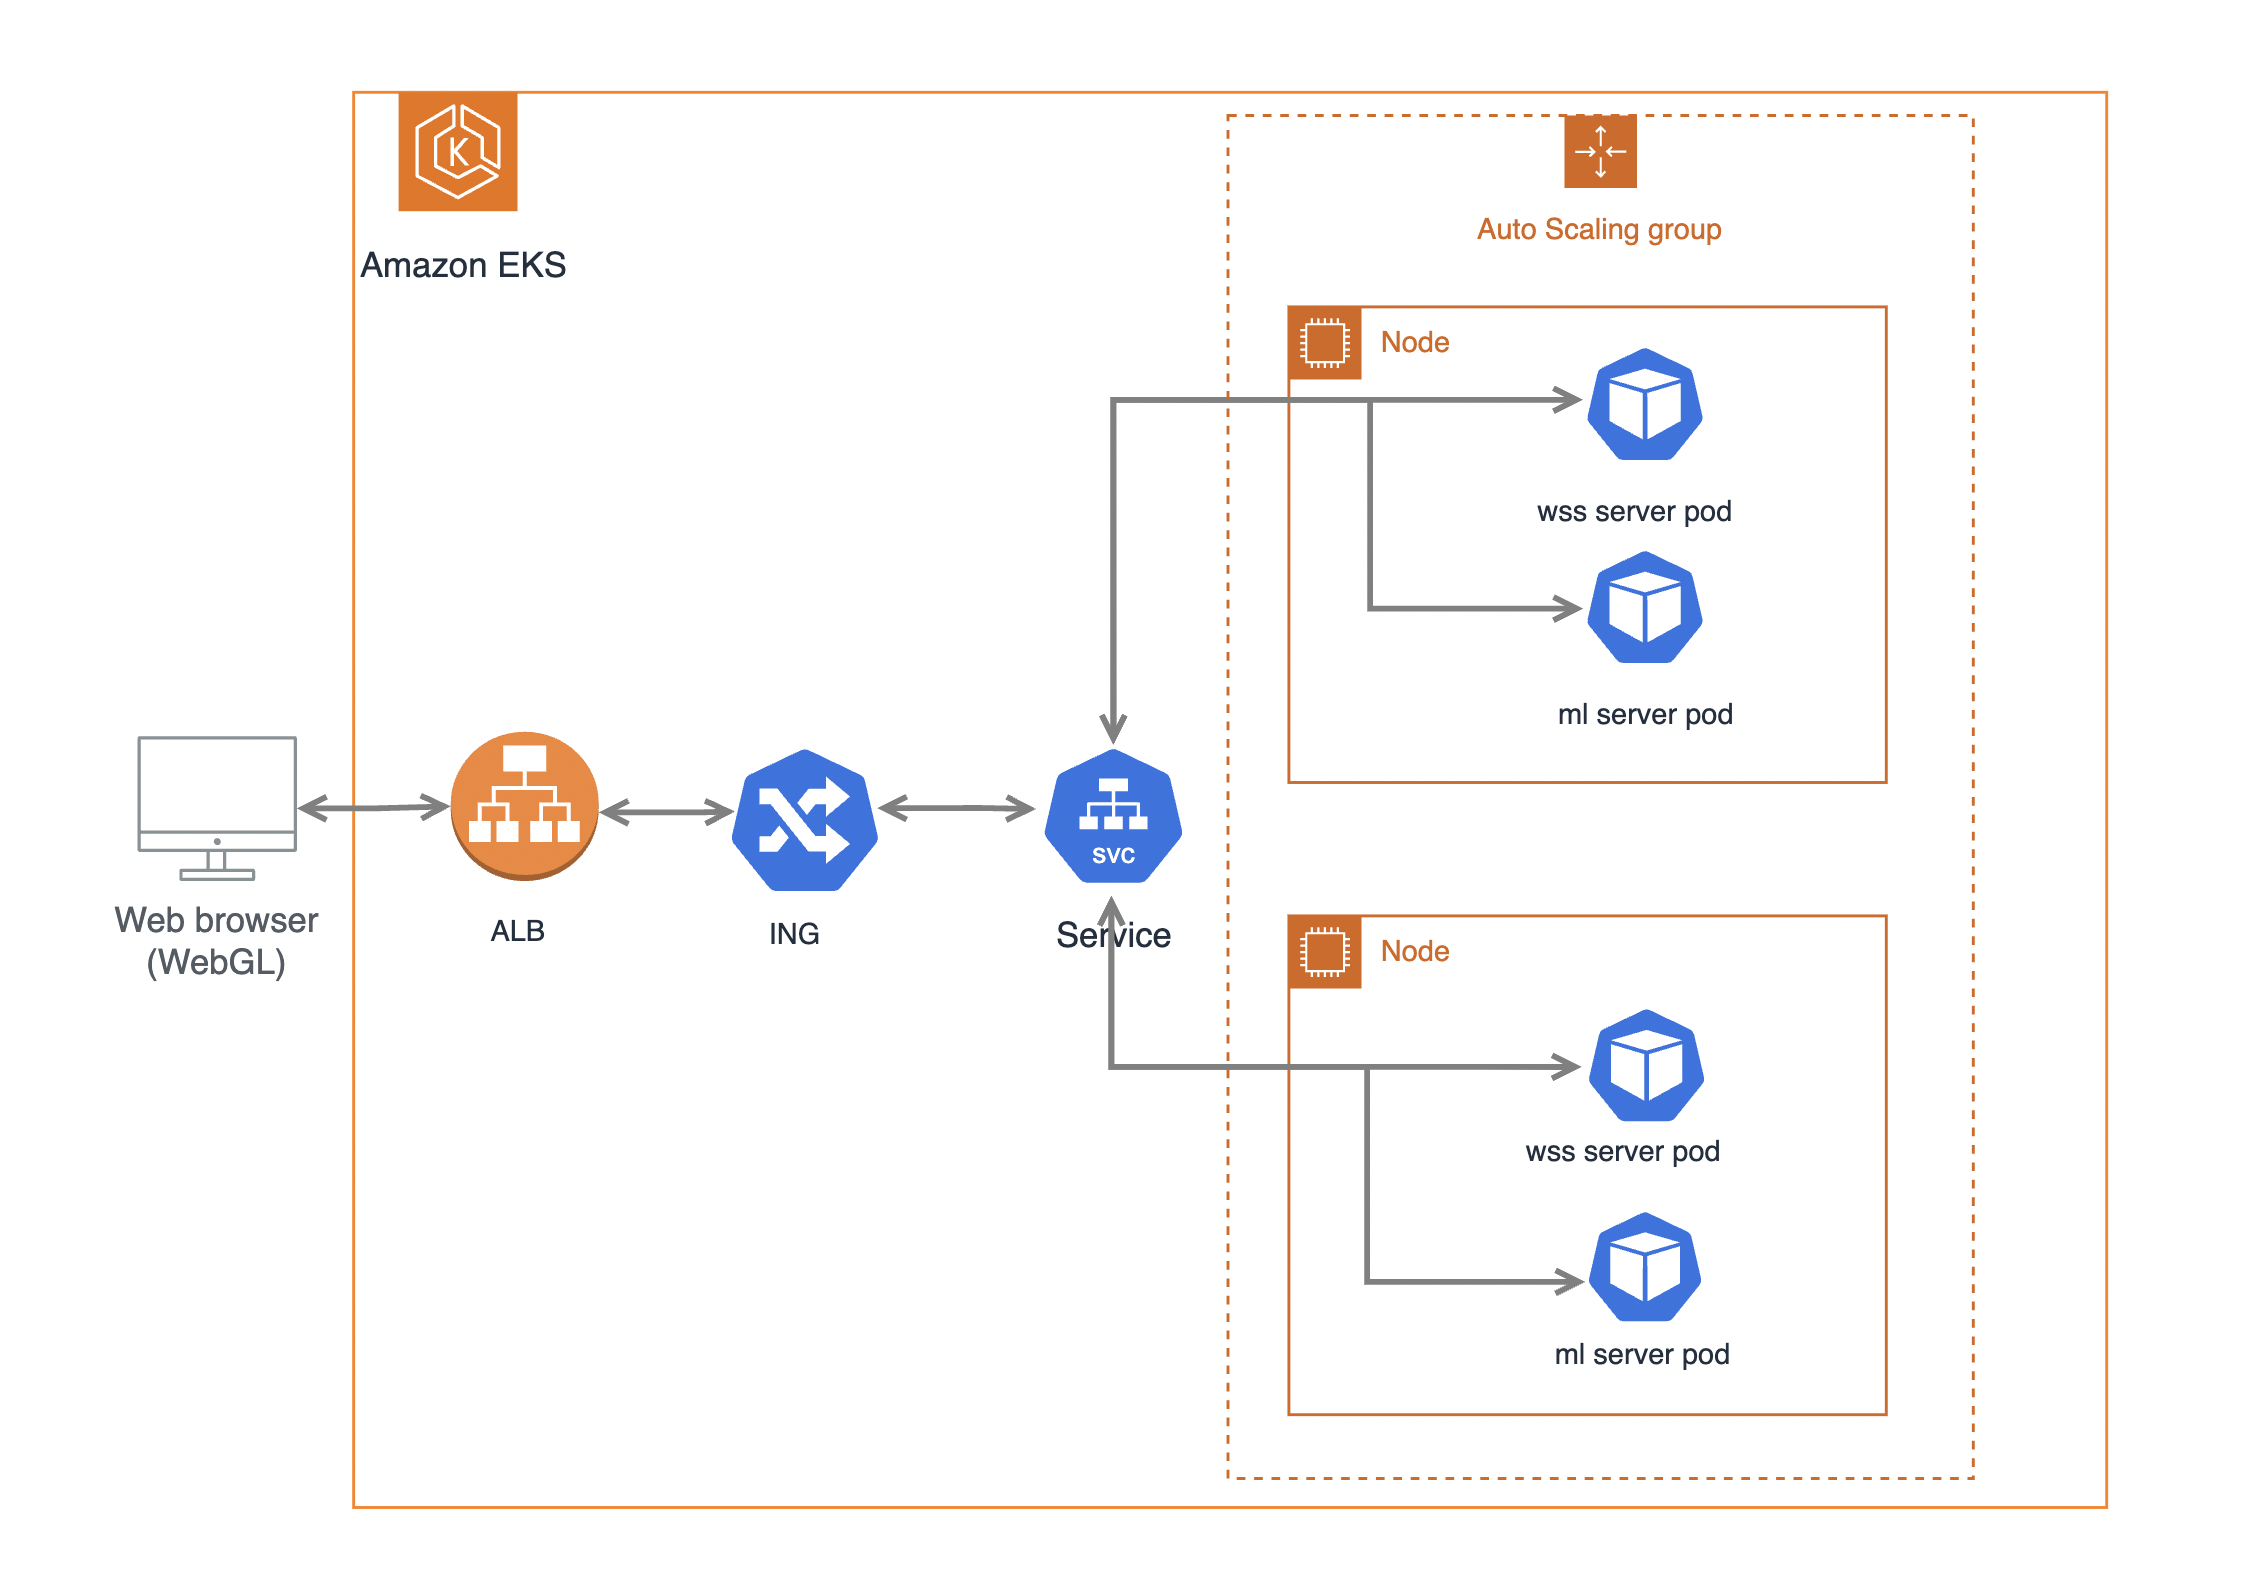 Amazon EKS
Auto Scaling group
Node
wss server pod
ml server pod
Web browser
(WebGL)
ALB
ING
svc
Service
Node
wss server pod
ml server pod
K